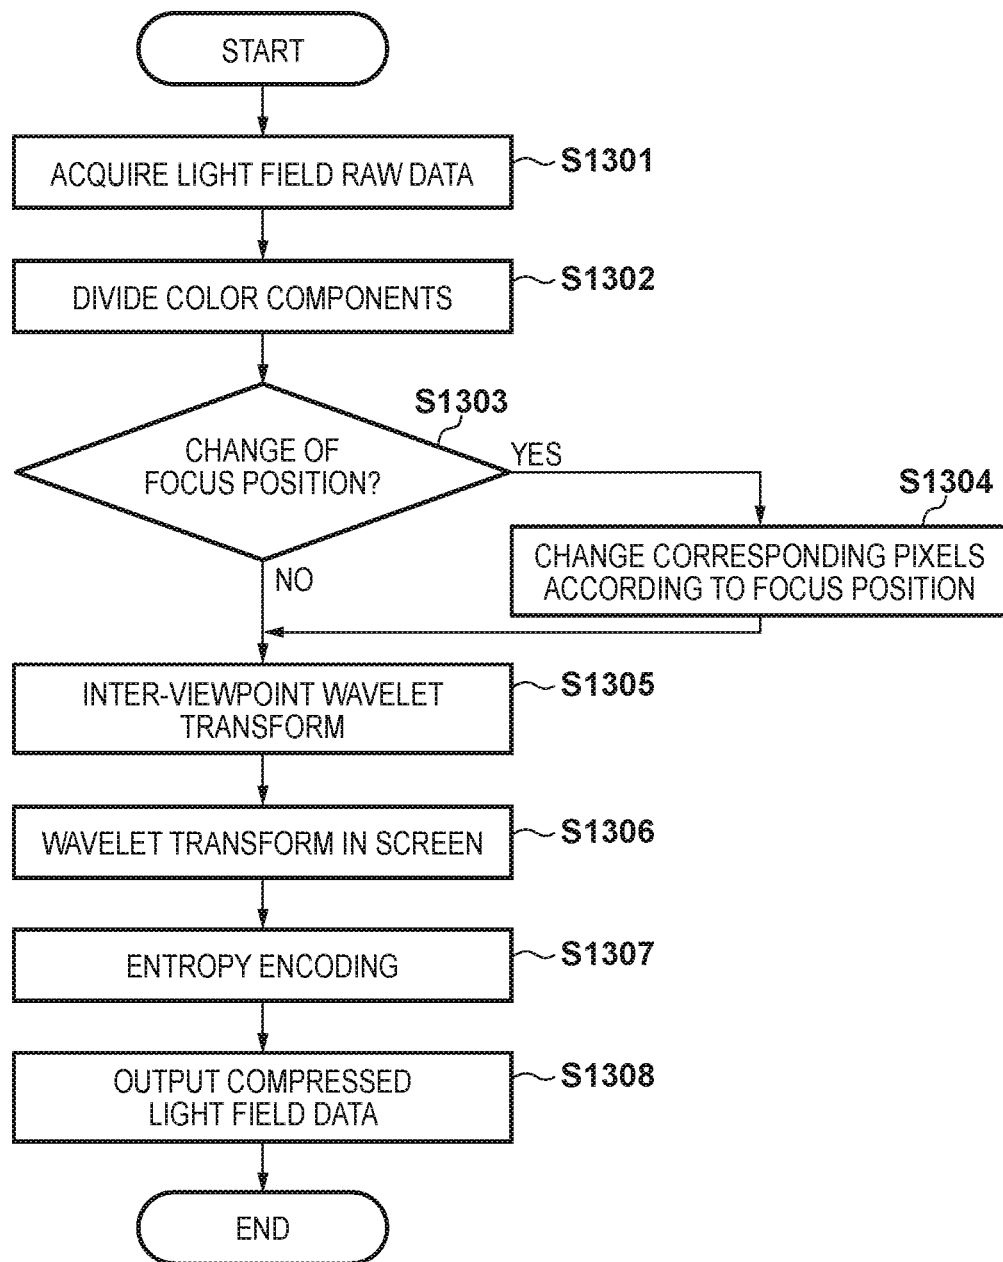 START
ACQUIRE LIGHT FIELD RAW DATA
S1301
DIVIDE COLOR COMPONENTS
S1302
S1303
CHANGE OF
FOCUS POSITION?
YES
NO
S1304
CHANGE CORRESPONDING PIXELS
ACCORDING TO FOCUS POSITION
INTER-VIEWPOINT WAVELET
TRANSFORM
S1305
WAVELET TRANSFORM IN SCREEN
S1306
ENTROPY ENCODING
S1307
OUTPUT COMPRESSED
LIGHT FIELD DATA
S1308
END